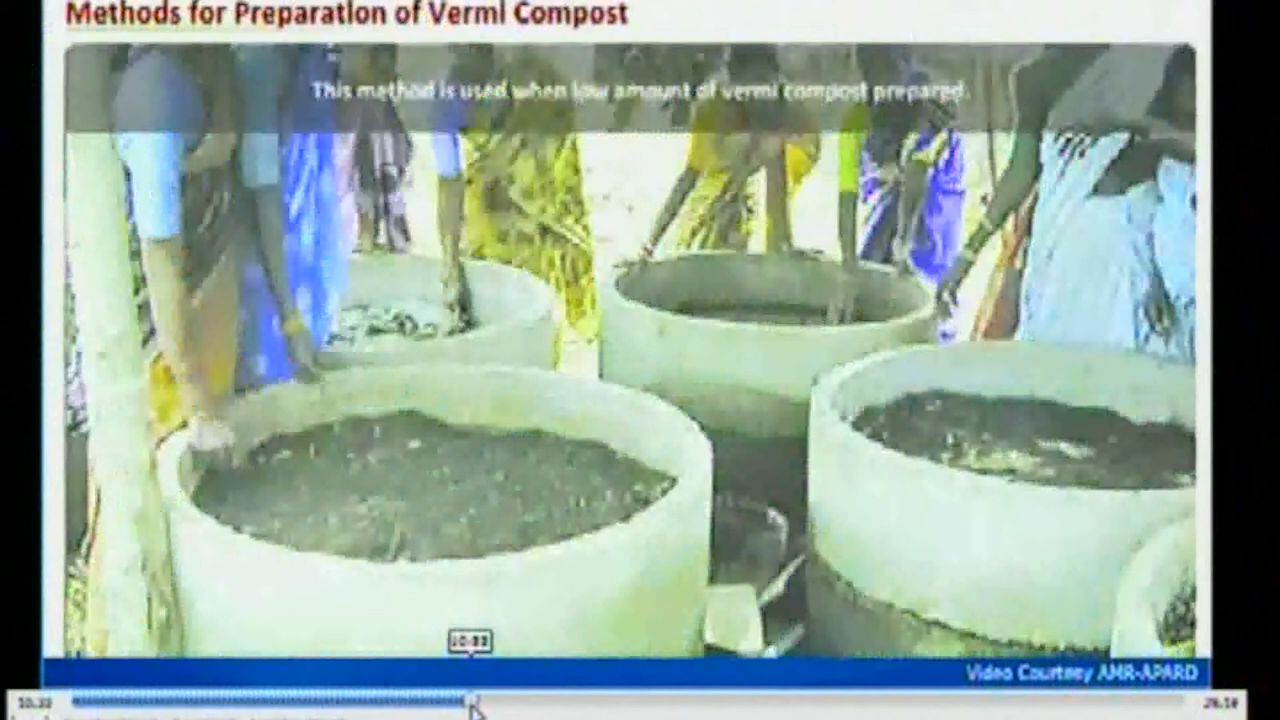 Methods for Preparation of Vermi Compost
This method is used when low amount of vermi compost prepared.
Video Courtesy AMR-APARD